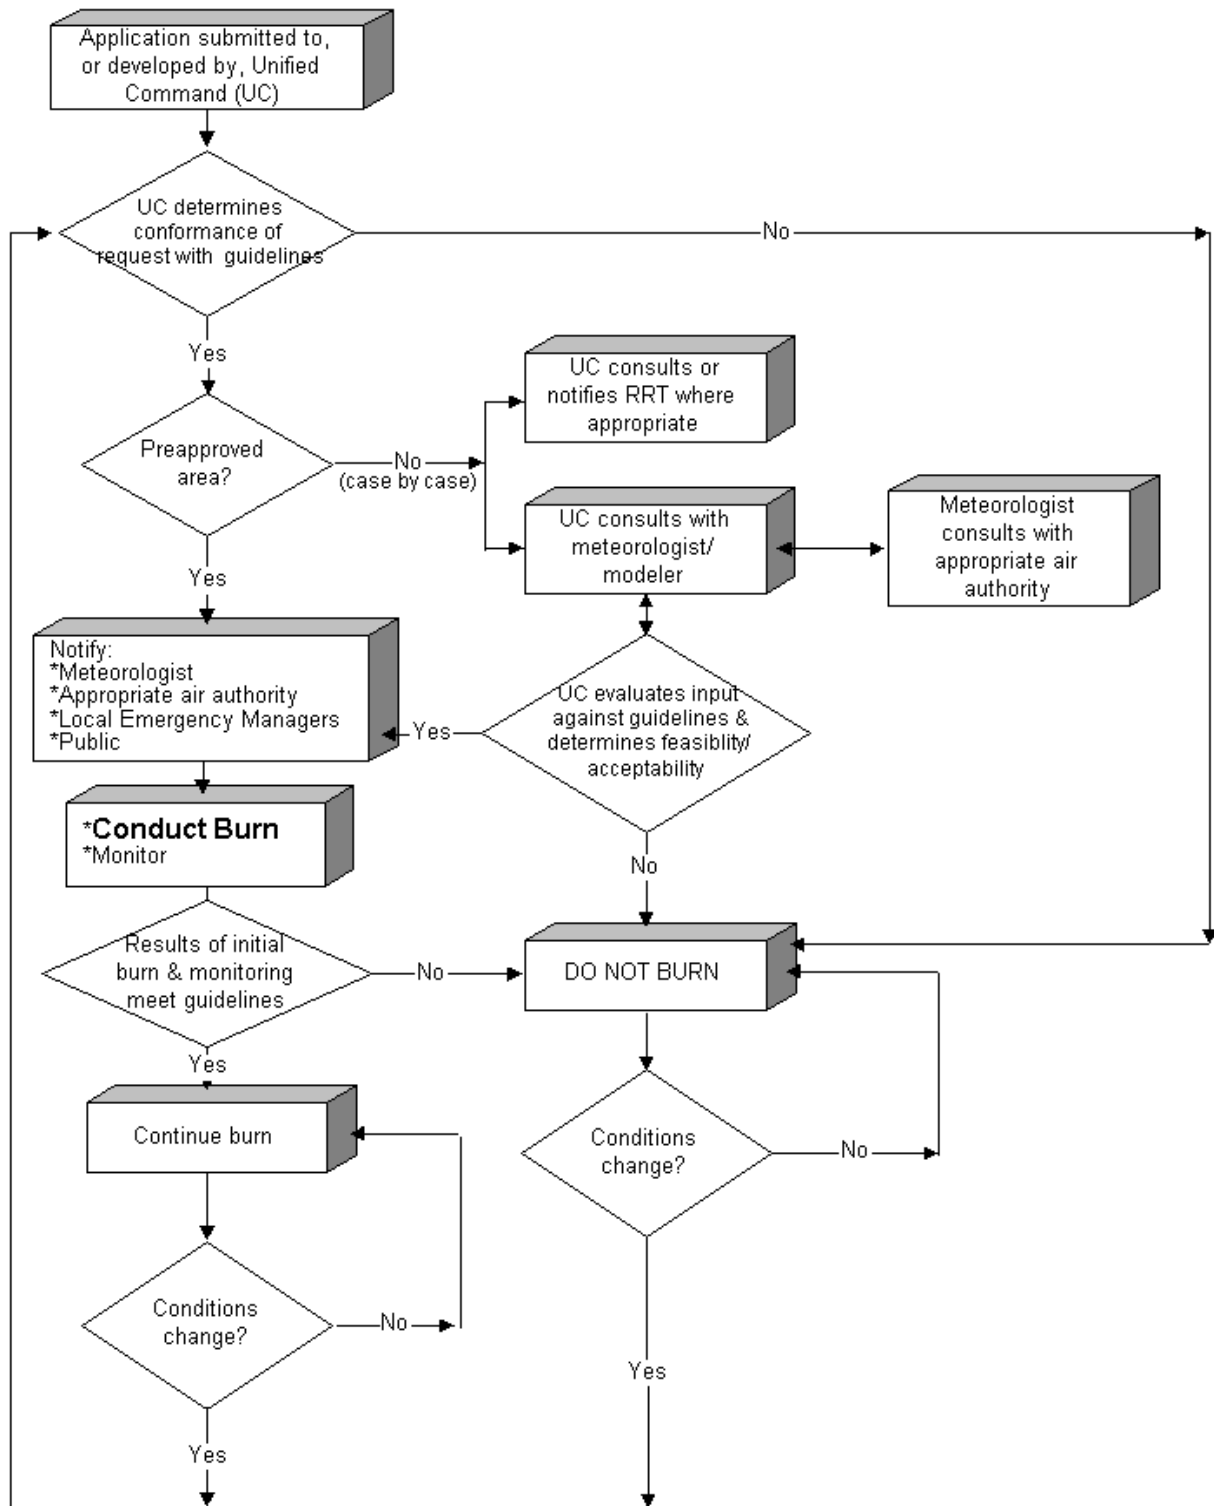 Application submitted to,
or developed by, Unified
Command (UC)
UC determines
conformance of
request with guidelines
No
Yes
UC consults or
notifies RRT where
appropriate
Preapproved
area?
No
(case by case)
UC consults with
meteorologist/
modeler
Meteorologist
consults with
appropriate air
authority
Yes
Notify:
*Meteorologist
*Appropriate air authority
*Local Emergency Managers
*Public
Yes
UC evaluates input
against guidelines &
determines feasiblity/
acceptability
*Conduct Burn
*Monitor
No
Results of initial
burn & monitoring
meet guidelines
No
DO NOT BURN
Yes
Continue burn
Conditions
change?
No
Conditions
change?
No
Yes
Yes